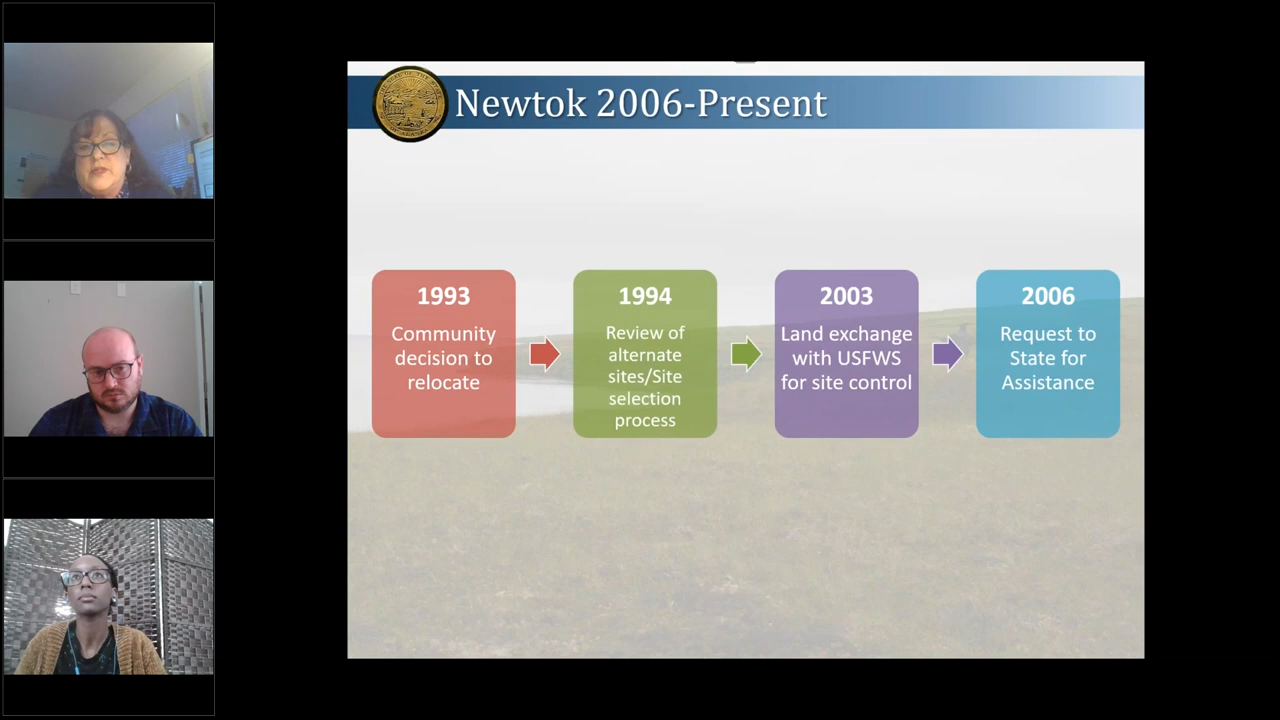 Newtok 2006-Present
1993
Community
decision to
relocate
1994
Review of
alternate
sites/Site
selection
process
2003
Land exchange
with USFWS
for site control
2006
Request to
State for
Assistance